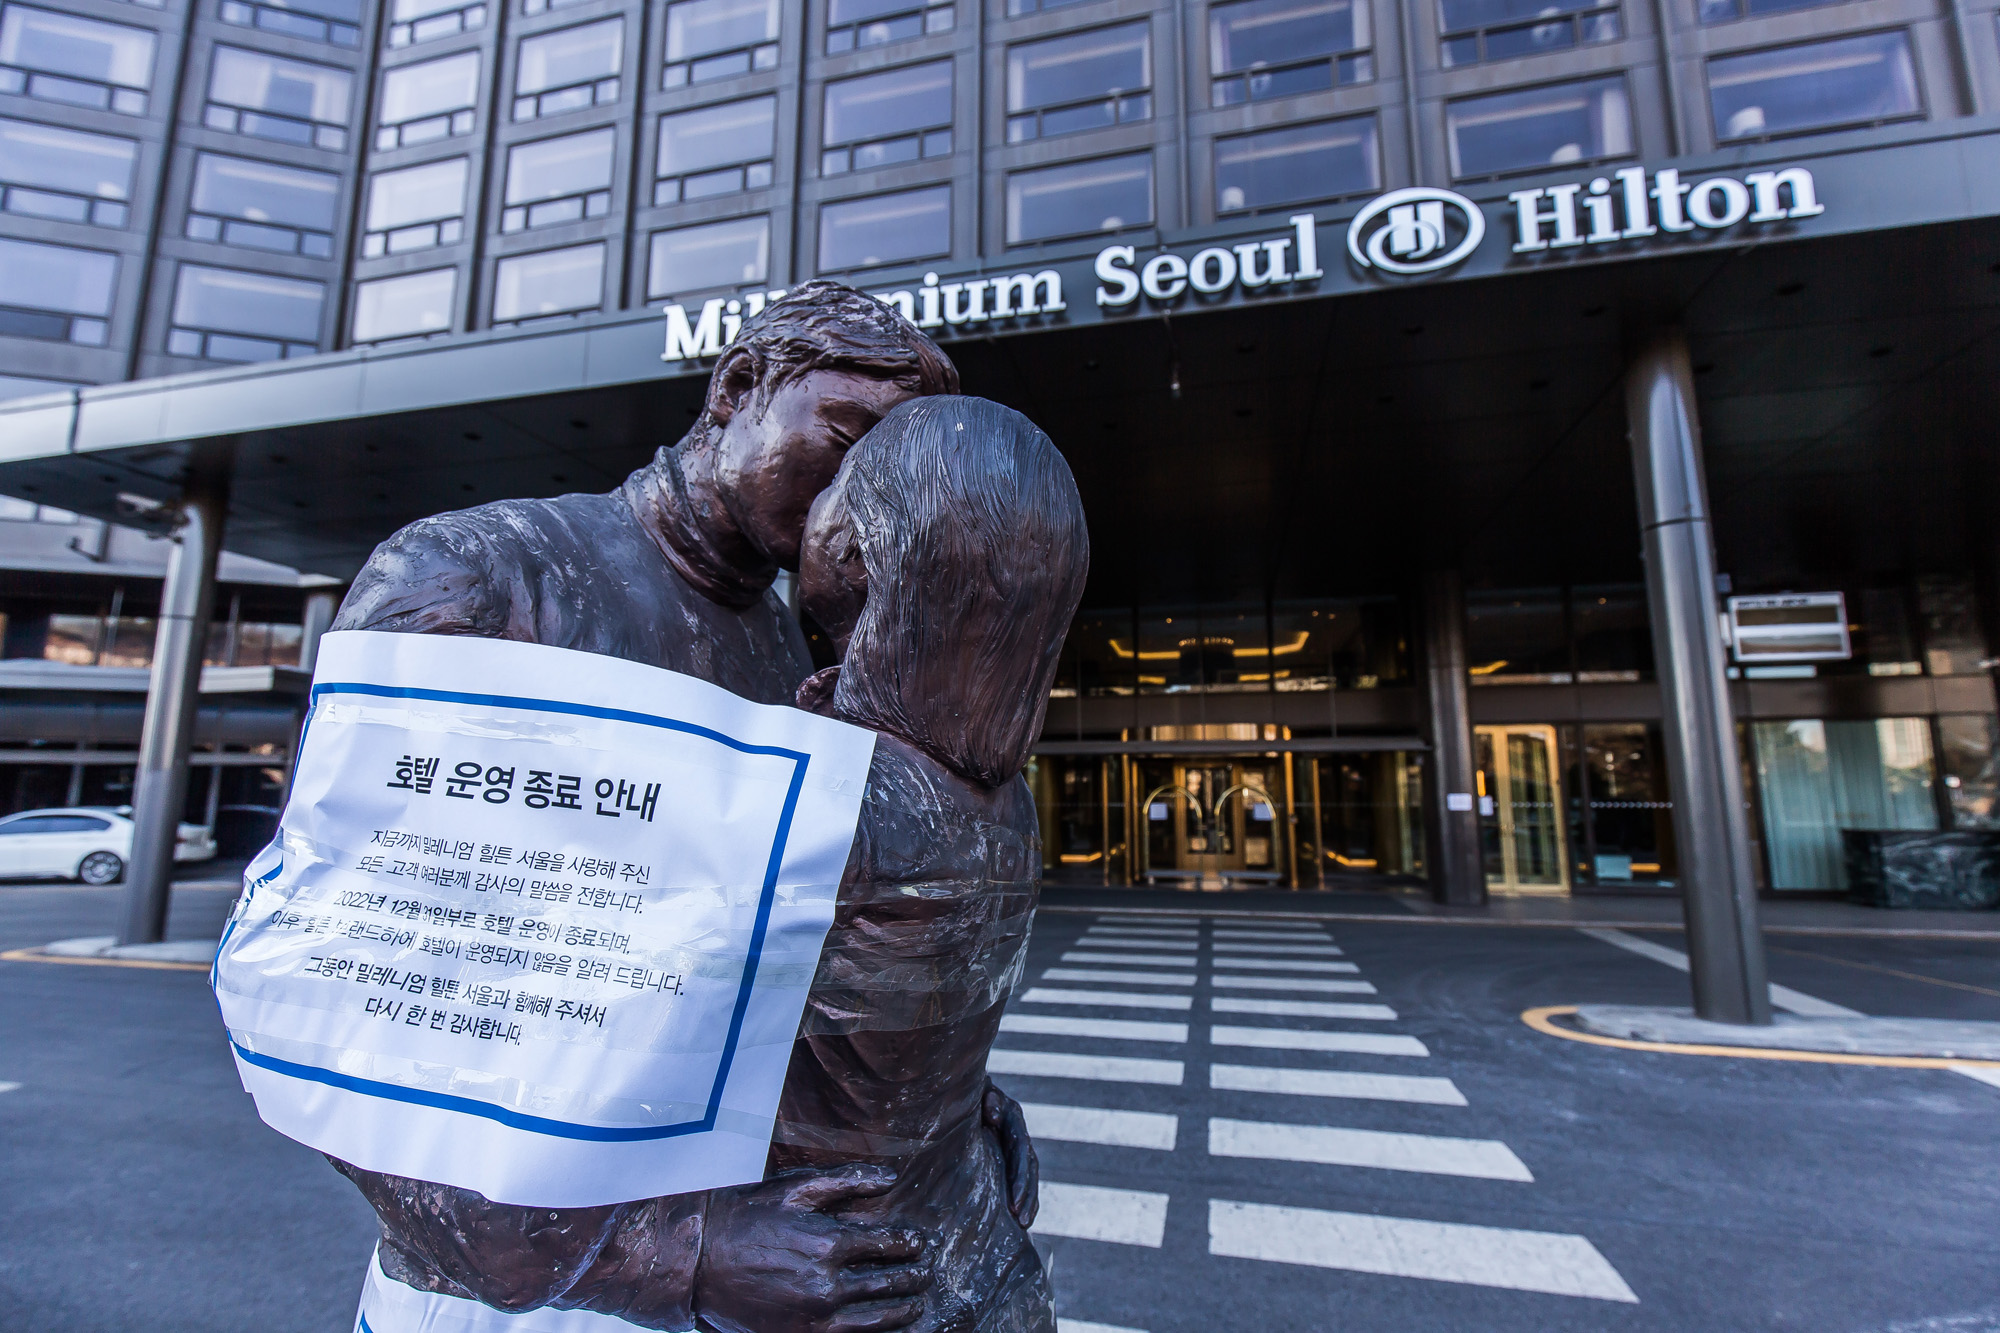 Millennium Seoul Hilton
호텔 운영 종료 안내
지금까지 밀레니엄 힐튼 서울을 사랑해 주신
모든 고객 여러분께 감사의 말씀을 전합니다.
2022년 12월 31일부로 호텔 운영이 종료되며,
이후 힐튼 브랜드하에 호텔이 운영되지 않음을 알려 드립니다.
그동안 밀레니엄 힐튼 서울과 함께해 주셔서
다시 한 번 감사합니다.